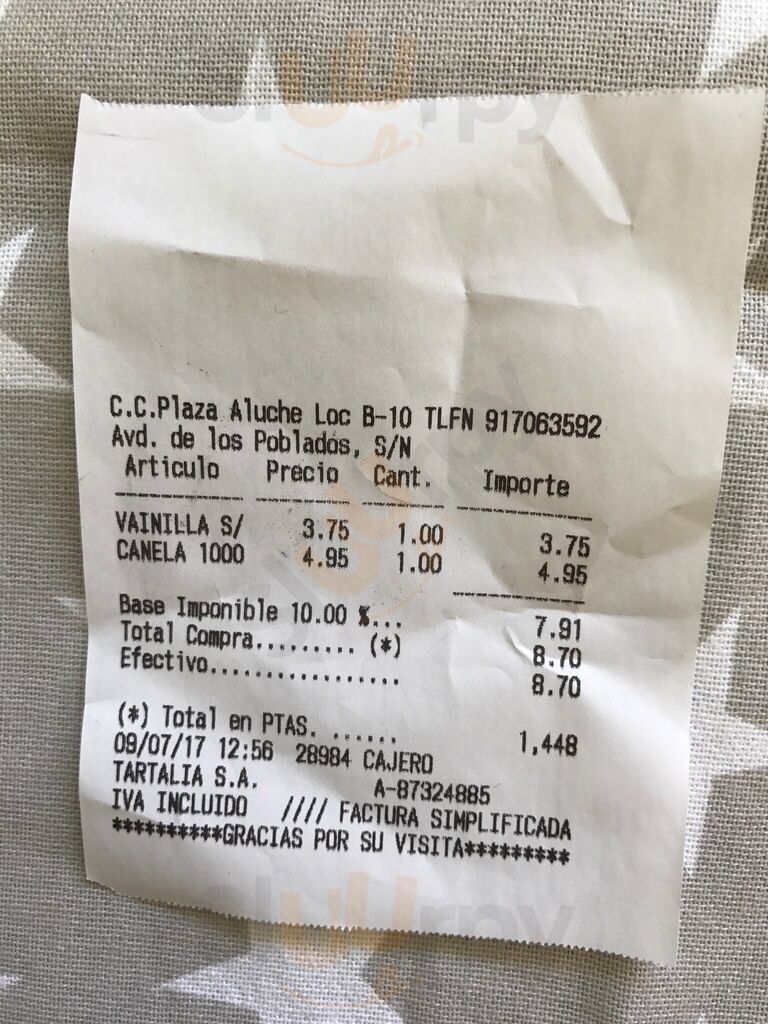 sluurpy
C.C.Plaza Aluche Loc B-10 TLFN 917063592
Avd. de los Poblados, S/N
Articulo Precio Cant. Importe
VAINILLA S/ 3.75 1.00 3.75
CANELA 1000 4.95 1.00 4.95
Base Imponible 10.00 %... 7.91
Total Compra......... (*) 8.70
Efectivo................. 8.70
(*) Total en PTAS. ...... 1,448
09/07/17 12:56 28984 CAJERO
TARTALIA S.A. A-87324885
IVA INCLUIDO //// FACTURA SIMPLIFICADA
**********GRACIAS POR SU VISITA*********
sluurpy